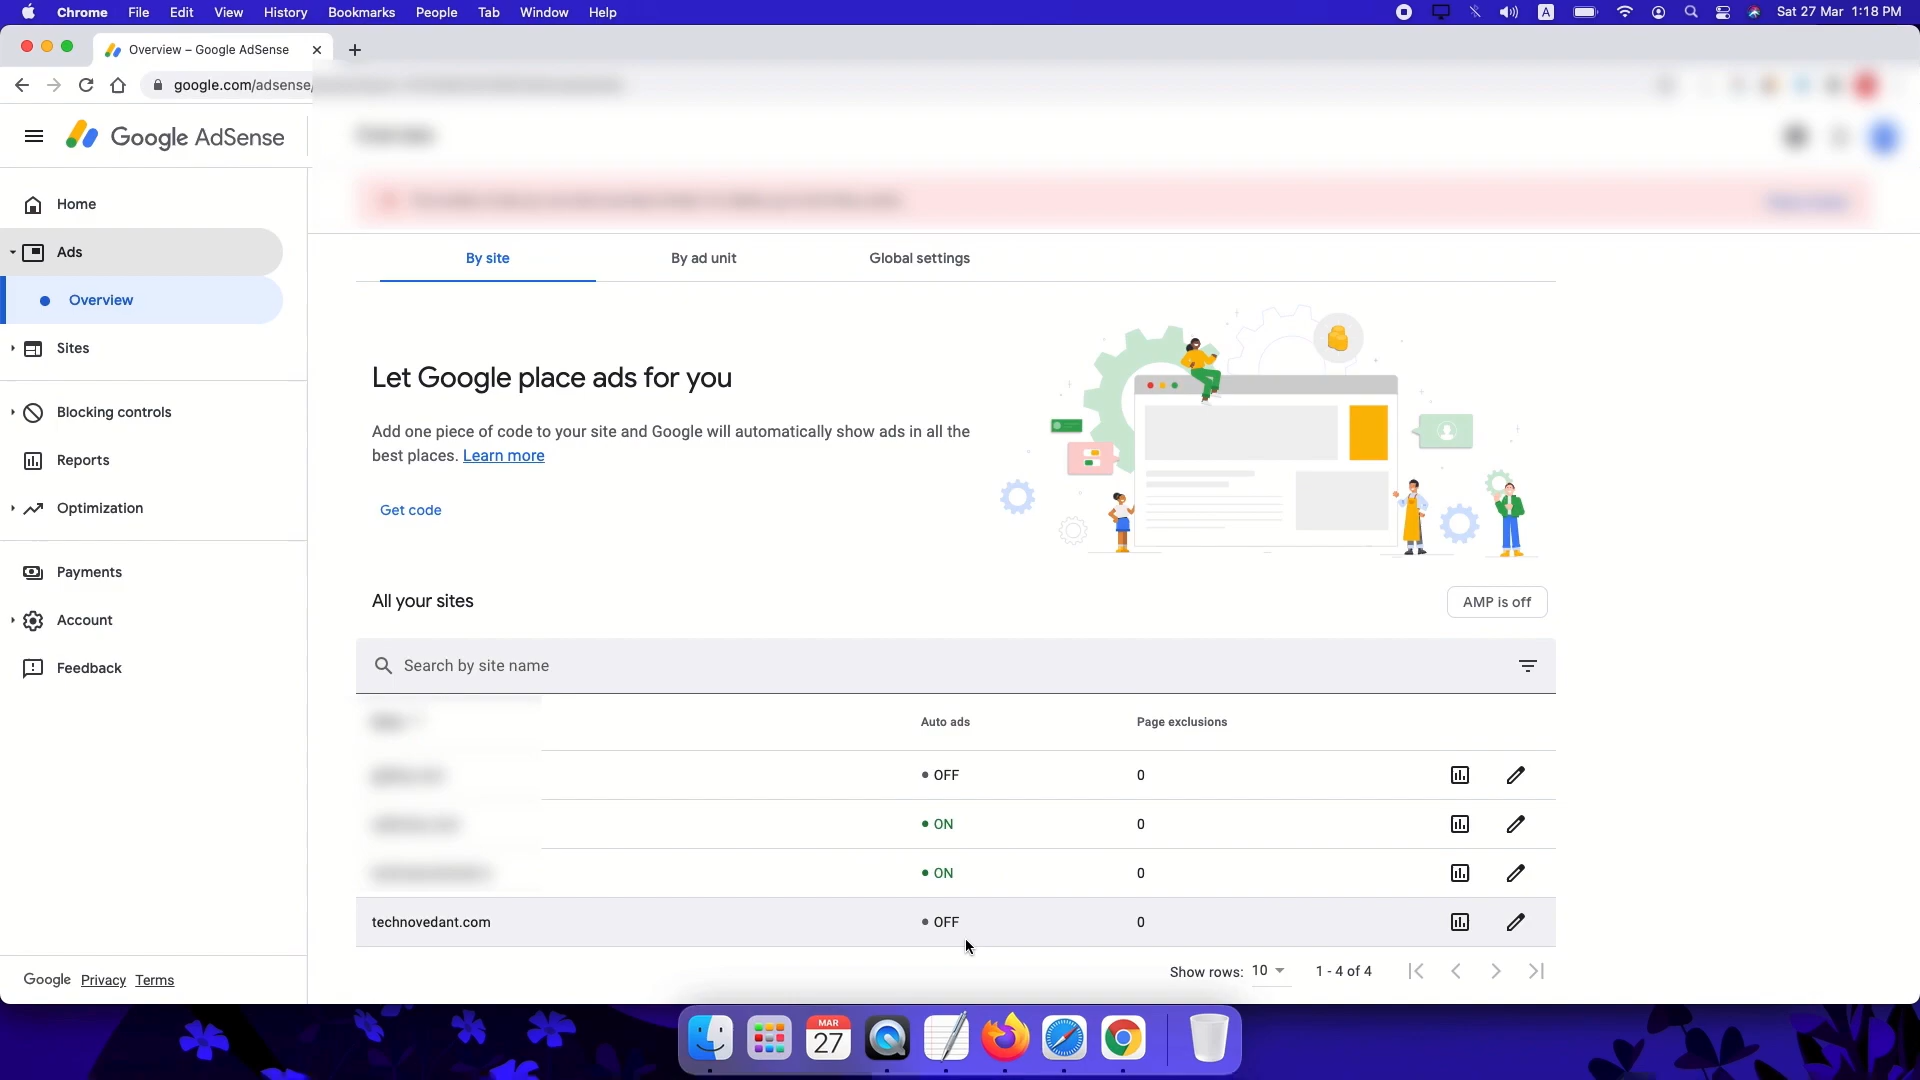 Chrome File Edit View History Bookmarks People Tab Window Help
A
Sat 27 Mar 1:18 PM
Overview – Google AdSense
google.com/adsense/
Google AdSense
Home
Ads
Overview
Sites
Blocking controls
Reports
Optimization
Payments
Account
Feedback
Google Privacy Terms
By site By ad unit Global settings
Let Google place ads for you
Add one piece of code to your site and Google will automatically show ads in all the
best places. Learn more
Get code
All your sites
AMP is off
Search by site name
Auto ads Page exclusions
OFF 0
ON 0
ON 0
technovedant.com OFF 0
Show rows: 10 1 - 4 of 4
MAR
27